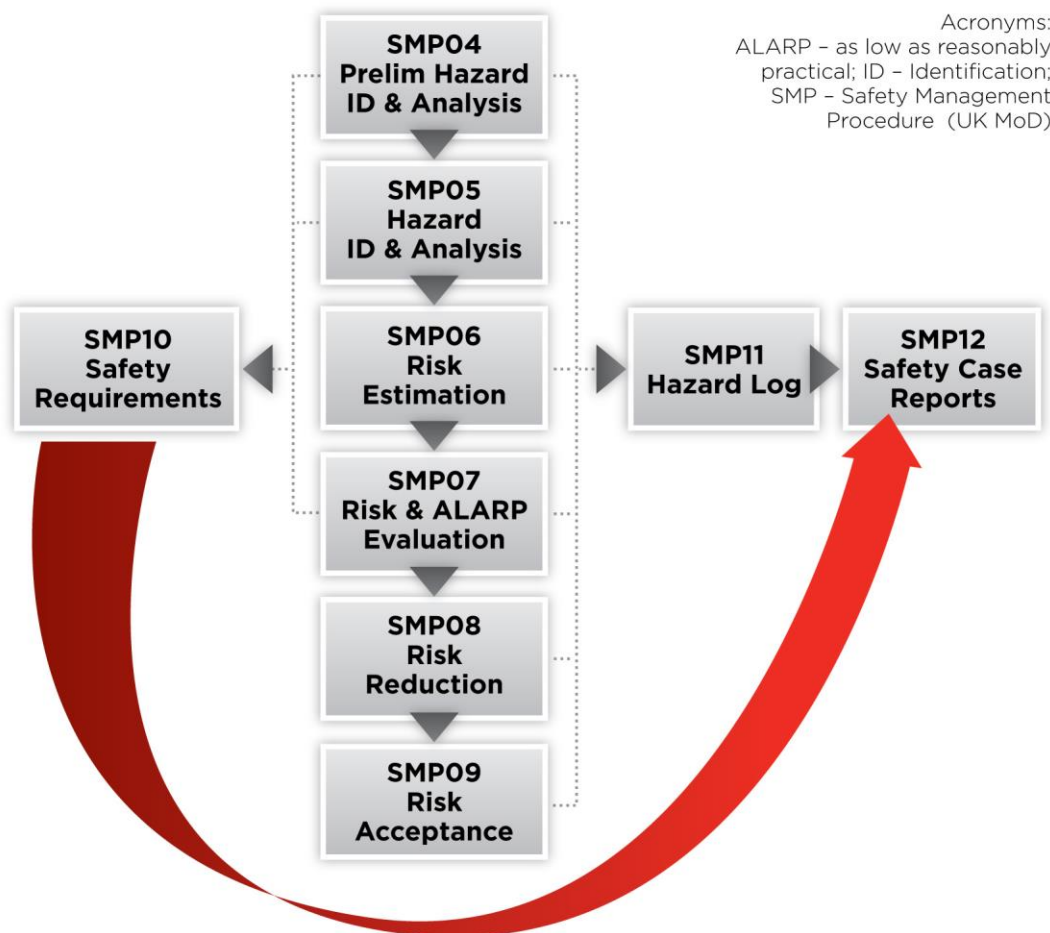 Acronyms:
ALARP – as low as reasonably
practical; ID – Identification;
SMP – Safety Management
Procedure (UK MoD)
SMP04
Prelim Hazard
ID & Analysis
SMP05
Hazard
ID & Analysis
SMP10
Safety
Requirements
SMP06
Risk
Estimation
SMP11
Hazard Log
SMP12
Safety Case
Reports
SMP07
Risk & ALARP
Evaluation
SMP08
Risk
Reduction
SMP09
Risk
Acceptance